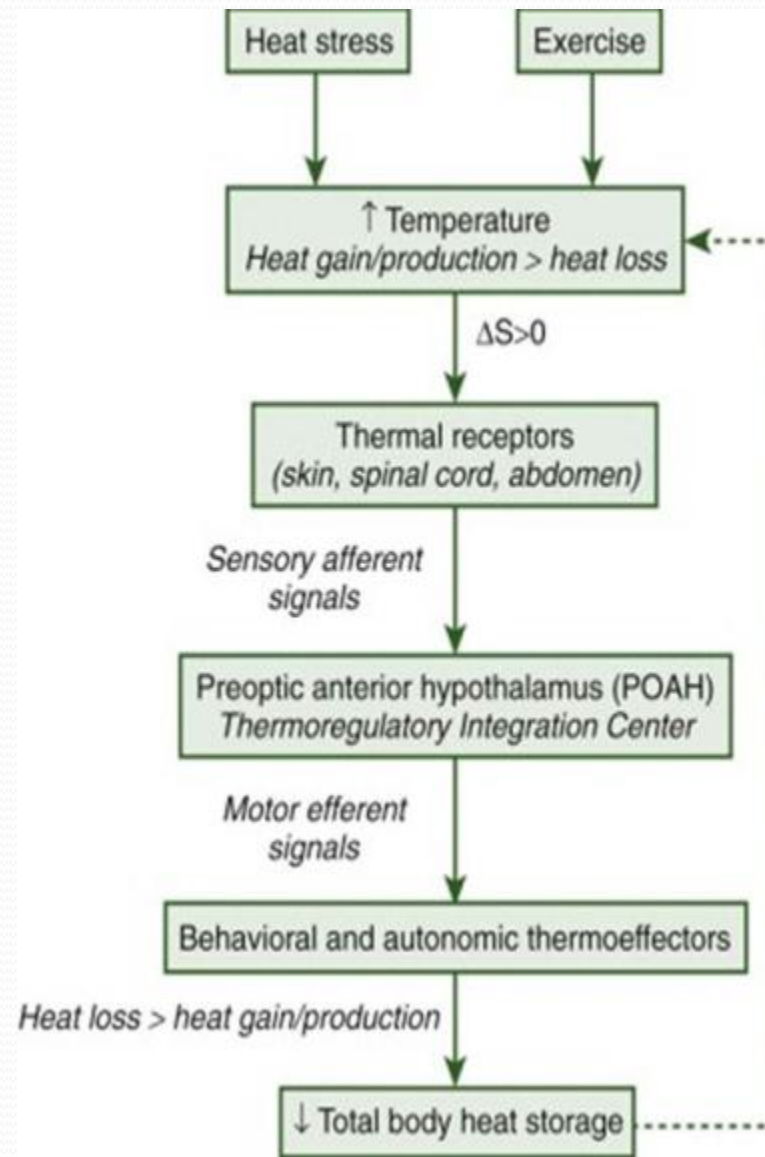 Heat stress
Exercise
↑ Temperature
Heat gain/production > heat loss
ΔS>0
Thermal receptors
(skin, spinal cord, abdomen)
Sensory afferent
signals
Preoptic anterior hypothalamus (POAH)
Thermoregulatory Integration Center
Motor efferent
signals
Behavioral and autonomic thermoeffectors
Heat loss > heat gain/production
↓ Total body heat storage